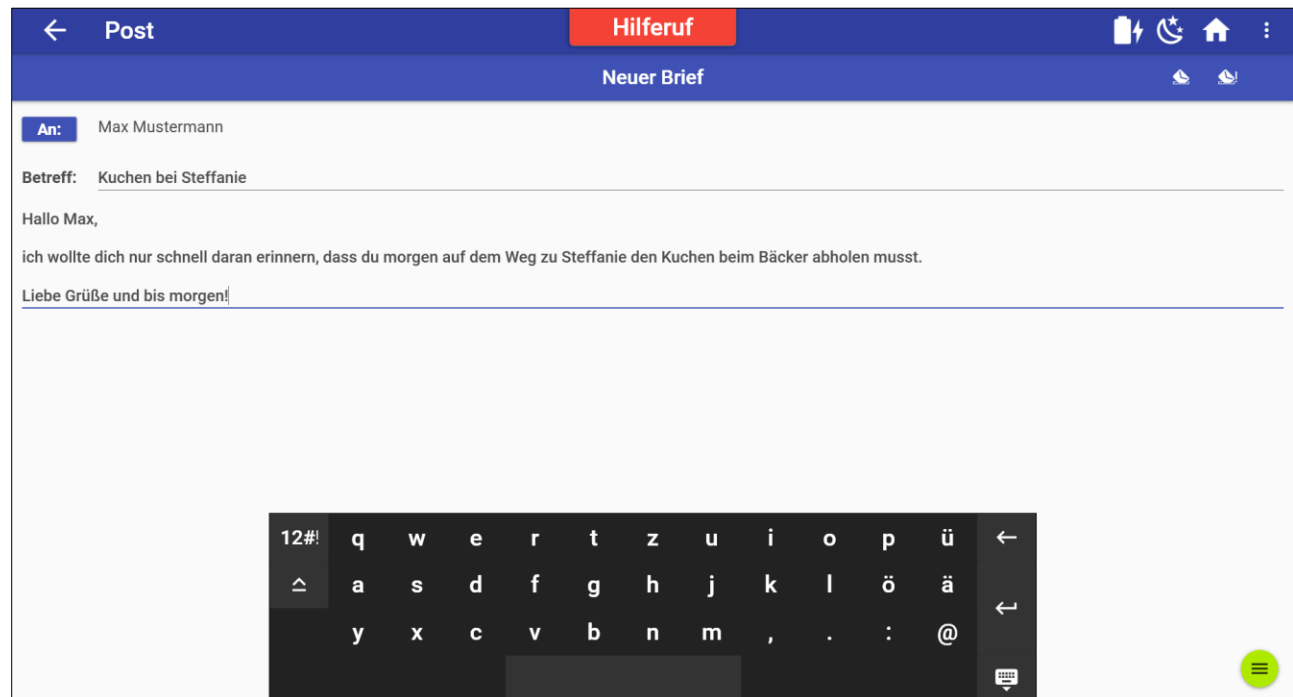 Post Hilferuf
Neuer Brief
An: Max Mustermann
Betreff: Kuchen bei Steffanie
Hallo Max,
ich wollte dich nur schnell daran erinnern, dass du morgen auf dem Weg zu Steffanie den Kuchen beim Bäcker abholen musst.
Liebe Grüße und bis morgen!
12#! q w e r t z u i o p ü
a s d f g h j k l ö ä
y x c v b n m , . : @